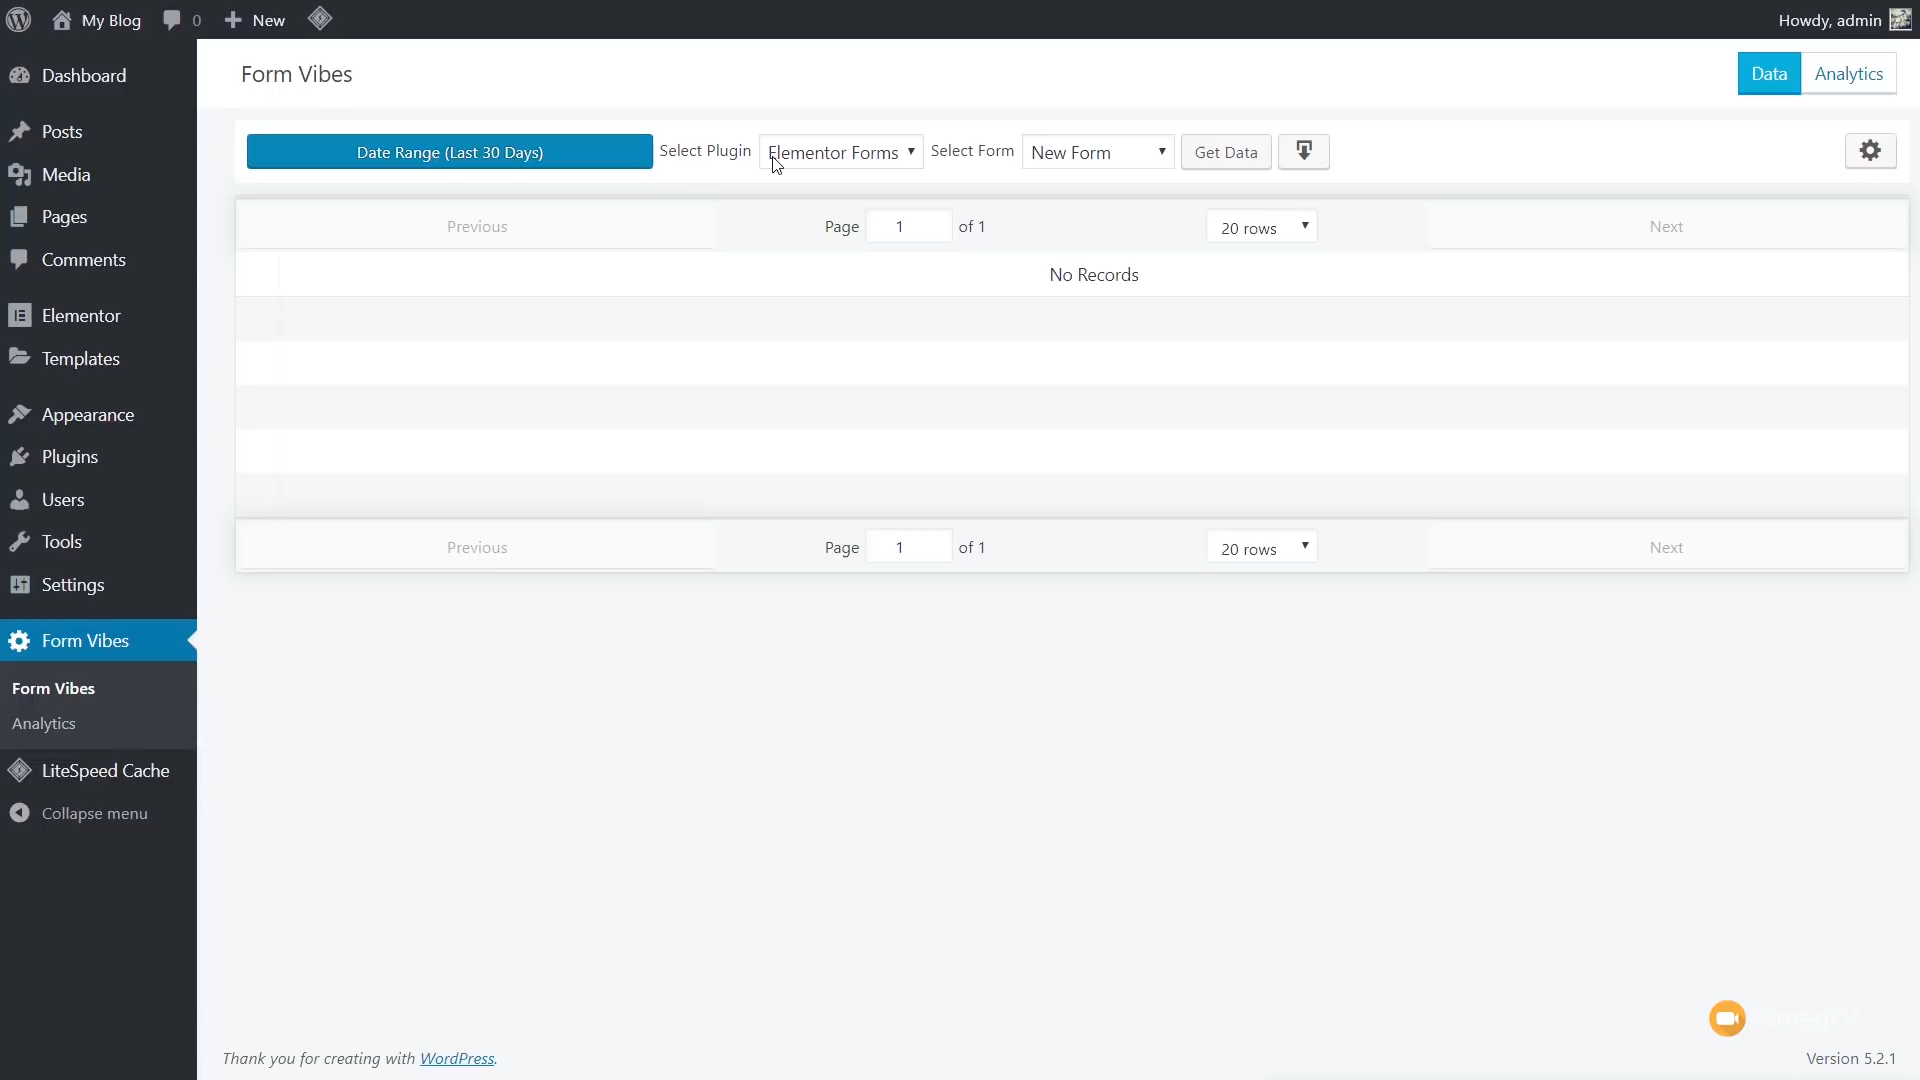 My Blog 0 New Howdy, admin
Dashboard
Posts
Media
Pages
Comments
Elementor
Templates
Appearance
Plugins
Users
Tools
Settings
Form Vibes
Form Vibes
Analytics
LiteSpeed Cache
Collapse menu
Form Vibes
Data Analytics
Date Range (Last 30 Days) Select Plugin Elementor Forms Select Form New Form Get Data
Previous Page 1 of 1 20 rows Next
No Records
Previous Page 1 of 1 20 rows Next
Thank you for creating with WordPress.
Version 5.2.1